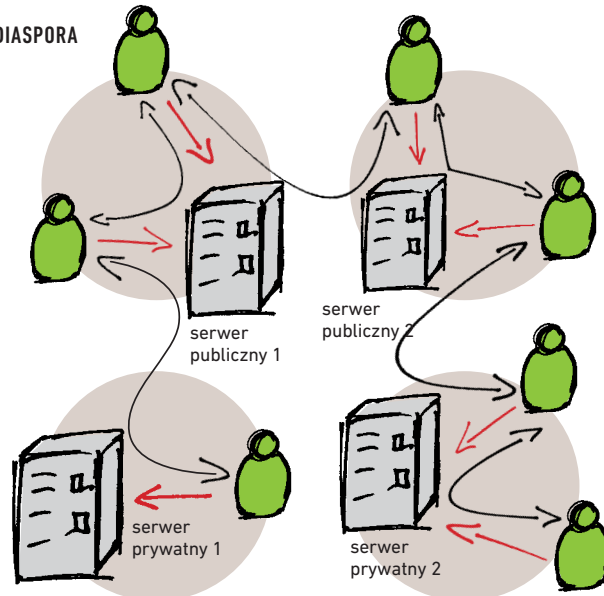 DIASPORA
serwer
publiczny 1
serwer
publiczny 2
serwer
prywatny 1
serwer
prywatny 2